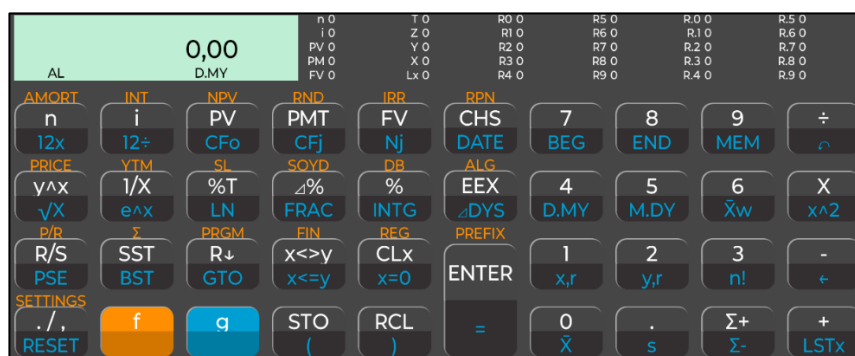 n 0 T 0 R0 0 R5 0 R.0 0 R.5 0
i 0 Z 0 R1 0 R6 0 R.1 0 R.6 0
PV 0 Y 0 R2 0 R7 0 R.2 0 R.7 0
PM 0 X 0 R3 0 R8 0 R.3 0 R.8 0
FV 0 Lx 0 R4 0 R9 0 R.4 0 R.9 0
0,00
AL D.MY
AMORT INT NPV RND IRR RPN
n i PV PMT FV CHS 7 8 9 ÷
12x 12÷ CFo CFj Nj DATE BEG END MEM
PRICE YTM SL SOYD DB ALG
y^x 1/X %T ⊿% % EEX 4 5 6 X
√X e^x LN FRAC INTG ⊿DYS D.MY M.DY X̄w x^2
P/R Σ PRGM FIN REG PREFIX
R/S SST R↓ x<>y CLx ENTER 1 2 3 -
PSE BST GTO x<=y x=0 x,r y,r n! ←
SETTINGS
. / , f g STO RCL = 0 . Σ+ +
RESET ( ) X̄ s Σ- LSTx